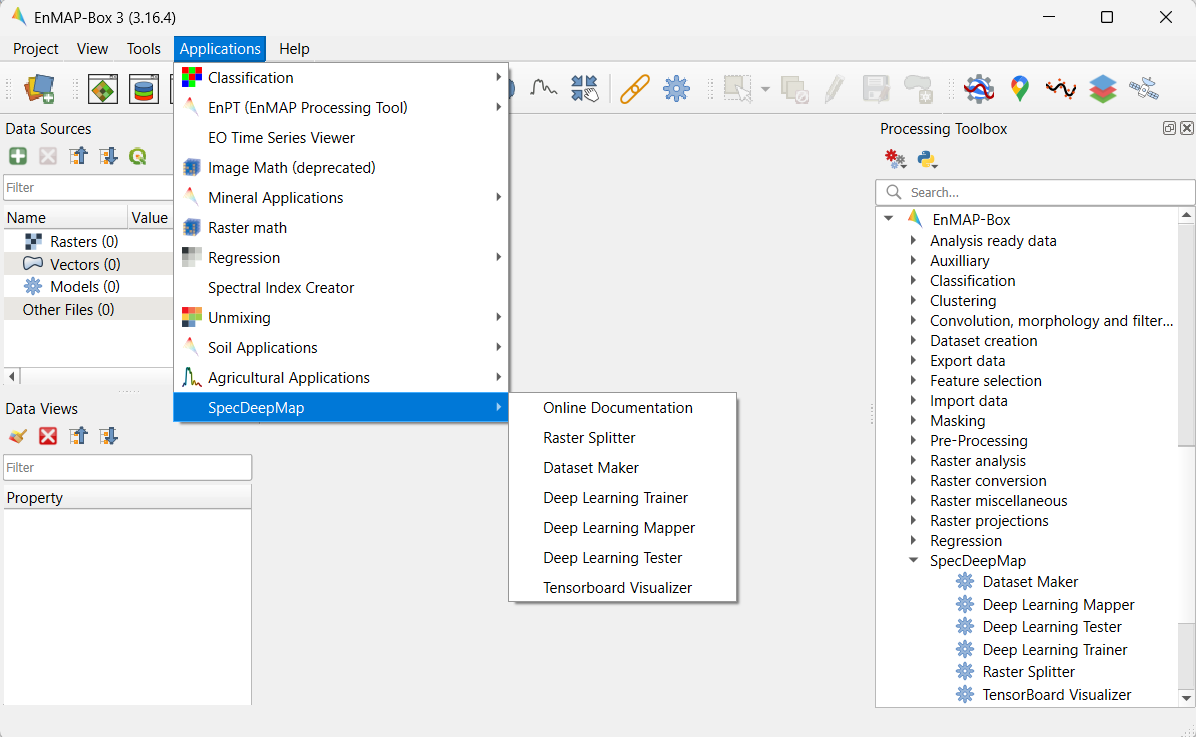 EnMAP-Box 3 (3.16.4)
Project View Tools Applications Help
Data Sources
Filter
Name Value
Rasters (0)
Vectors (0)
Models (0)
Other Files (0)
Data Views
Filter
Property
Classification
EnPT (EnMAP Processing Tool)
EO Time Series Viewer
Image Math (deprecated)
Mineral Applications
Raster math
Regression
Spectral Index Creator
Unmixing
Soil Applications
Agricultural Applications
SpecDeepMap
Online Documentation
Raster Splitter
Dataset Maker
Deep Learning Trainer
Deep Learning Mapper
Deep Learning Tester
Tensorboard Visualizer
Processing Toolbox
Search...
EnMAP-Box
Analysis ready data
Auxilliary
Classification
Clustering
Convolution, morphology and filter...
Dataset creation
Export data
Feature selection
Import data
Masking
Pre-Processing
Raster analysis
Raster conversion
Raster miscellaneous
Raster projections
Regression
SpecDeepMap
Dataset Maker
Deep Learning Mapper
Deep Learning Tester
Deep Learning Trainer
Raster Splitter
TensorBoard Visualizer